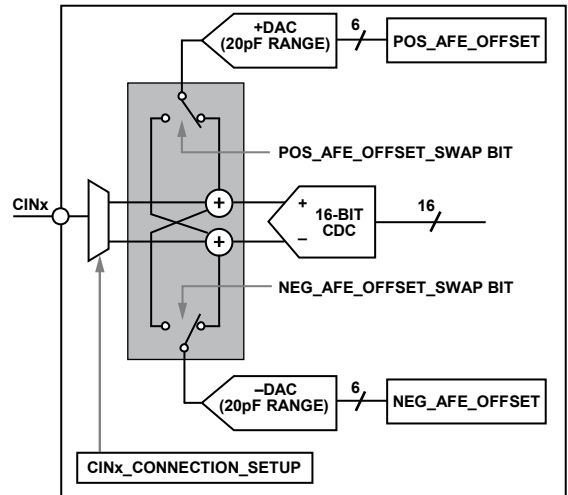 +DAC
(20pF RANGE)
6
POS_AFE_OFFSET
POS_AFE_OFFSET_SWAP BIT
CINx
+
+
+
–
16-BIT
CDC
16
NEG_AFE_OFFSET_SWAP BIT
–DAC
(20pF RANGE)
6
NEG_AFE_OFFSET
CINx_CONNECTION_SETUP